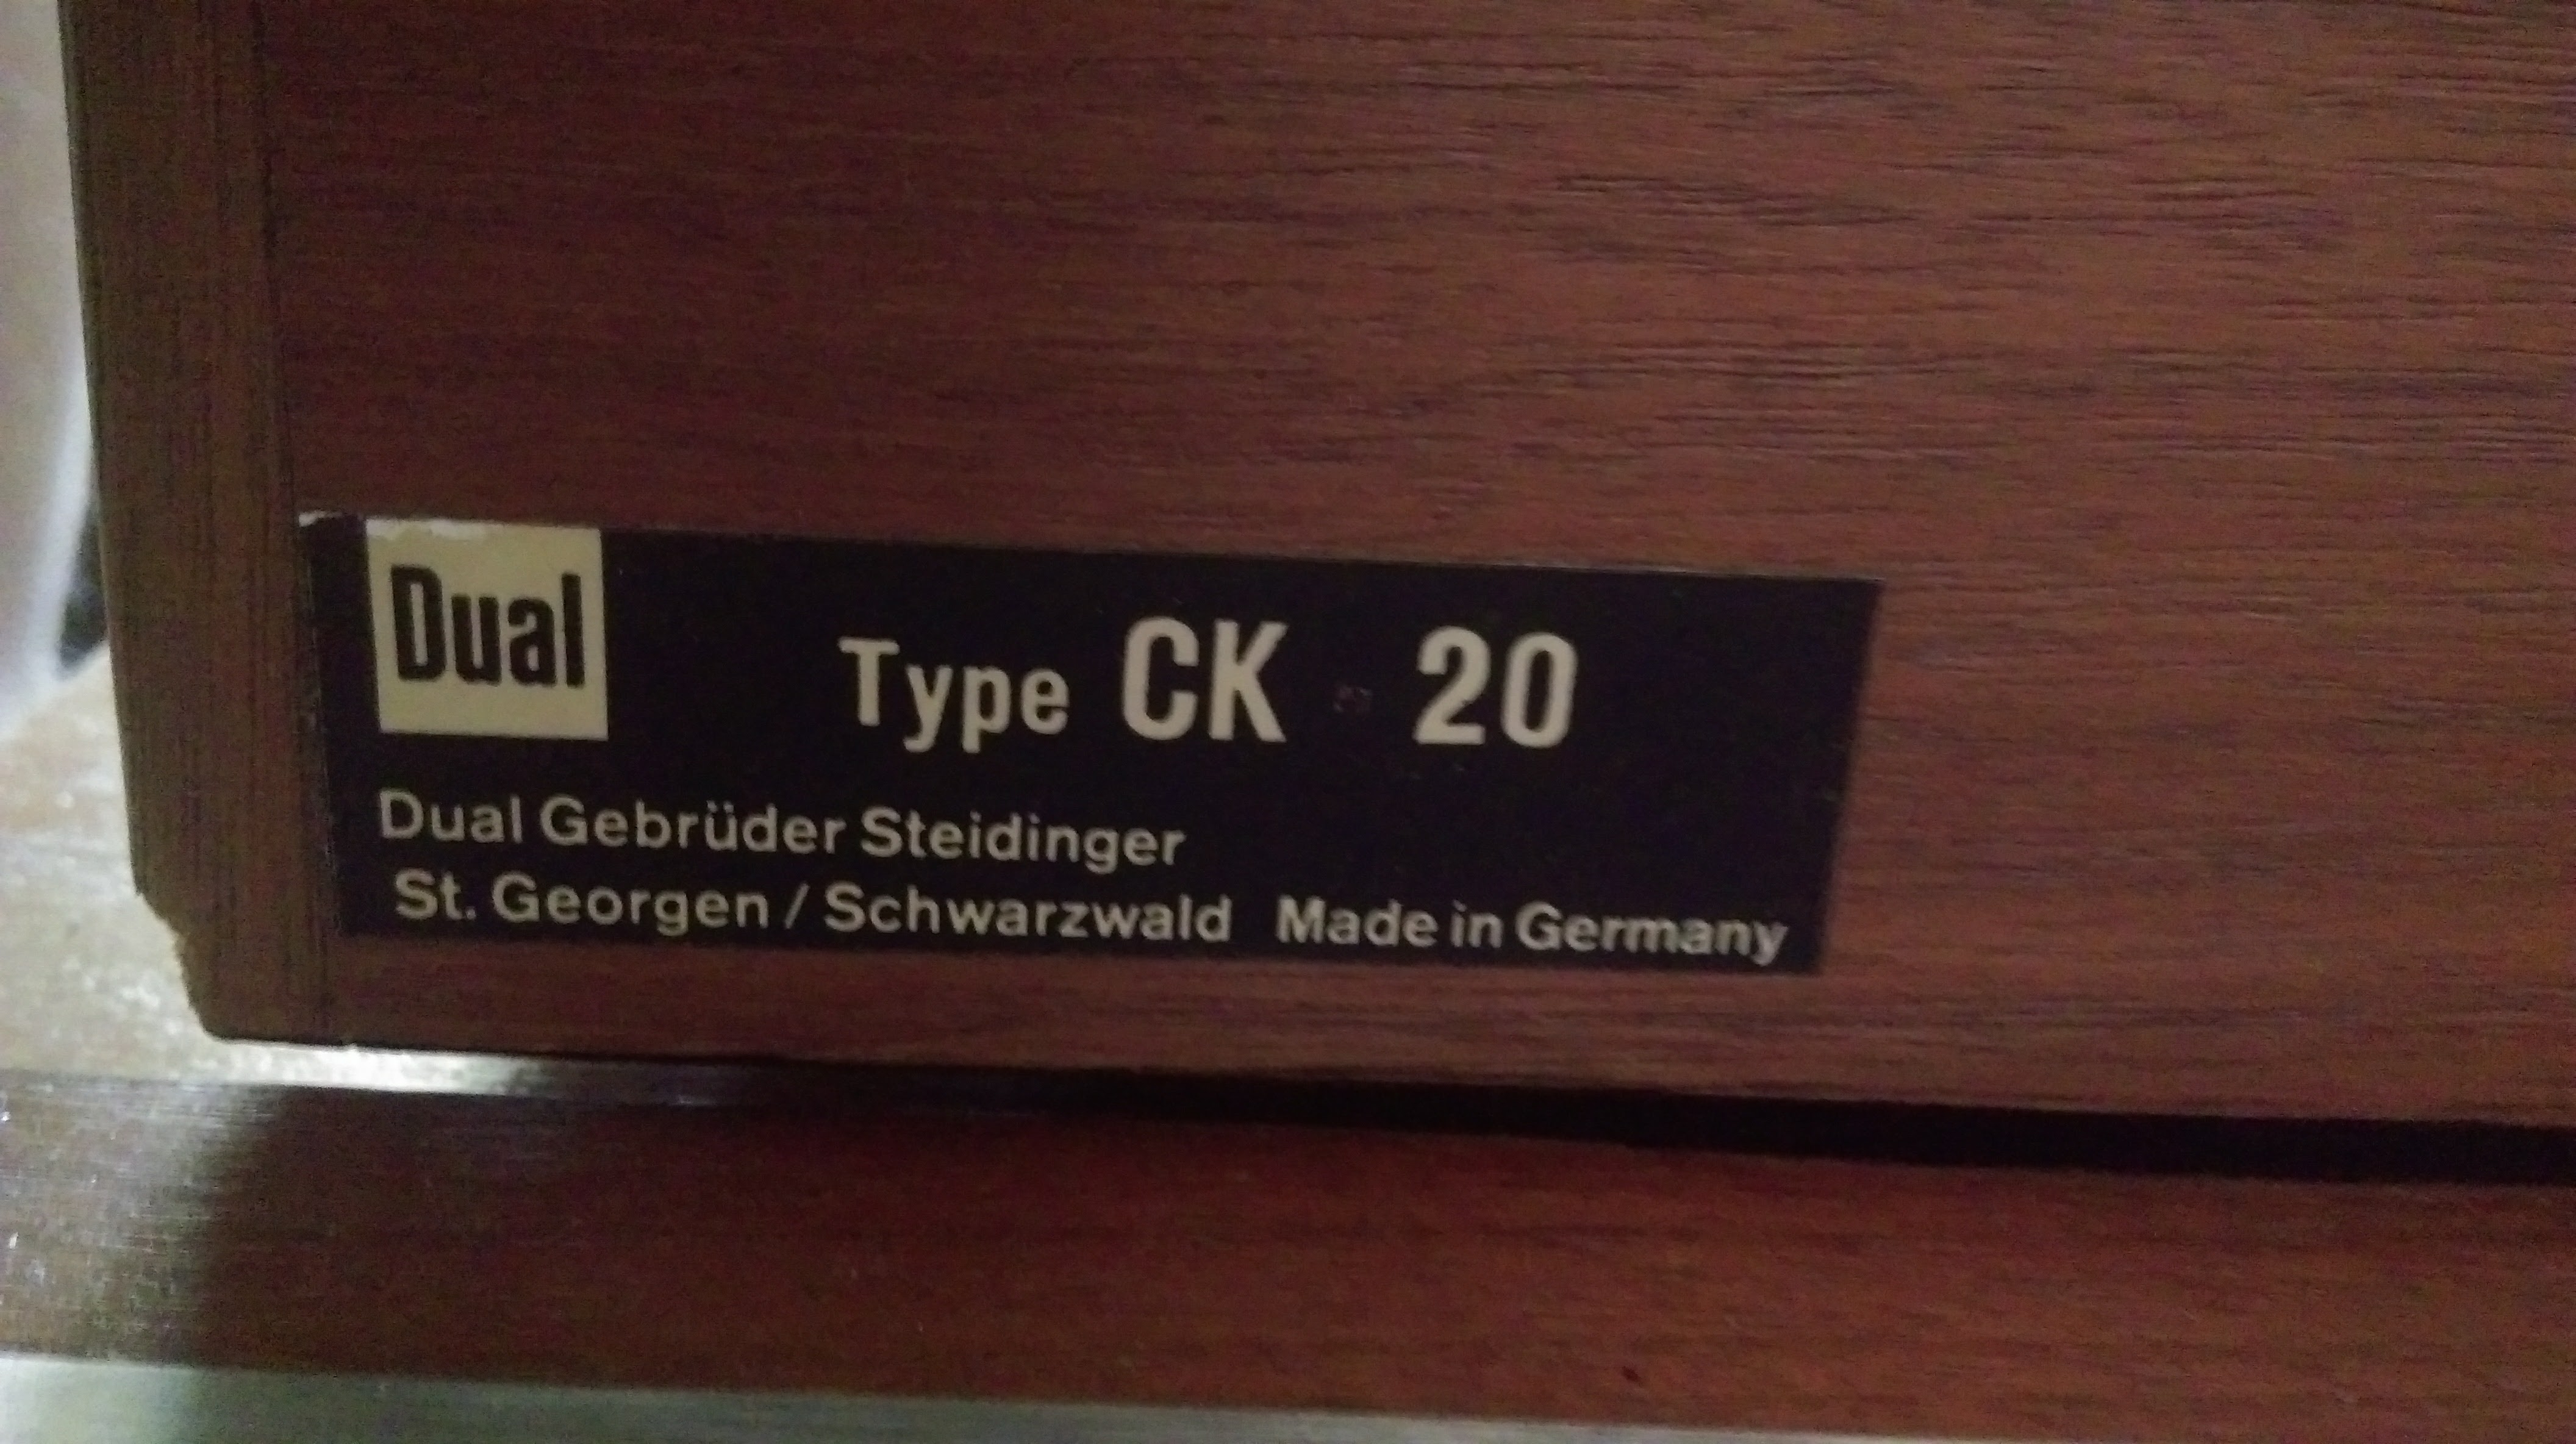 Dual
Type CK 20
Dual Gebrüder Steidinger
St. Georgen / Schwarzwald Made in Germany